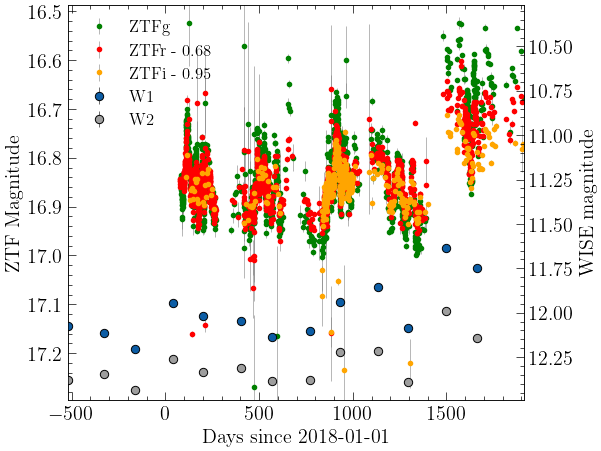 ZTFg
ZTFr - 0.68
ZTFi - 0.95
W1
W2
16.5
16.6
16.7
16.8
16.9
17.0
17.1
17.2
ZTF Magnitude
10.50
10.75
11.00
11.25
11.50
11.75
12.00
12.25
WISE magnitude
−500
0
500
1000
1500
Days since 2018-01-01